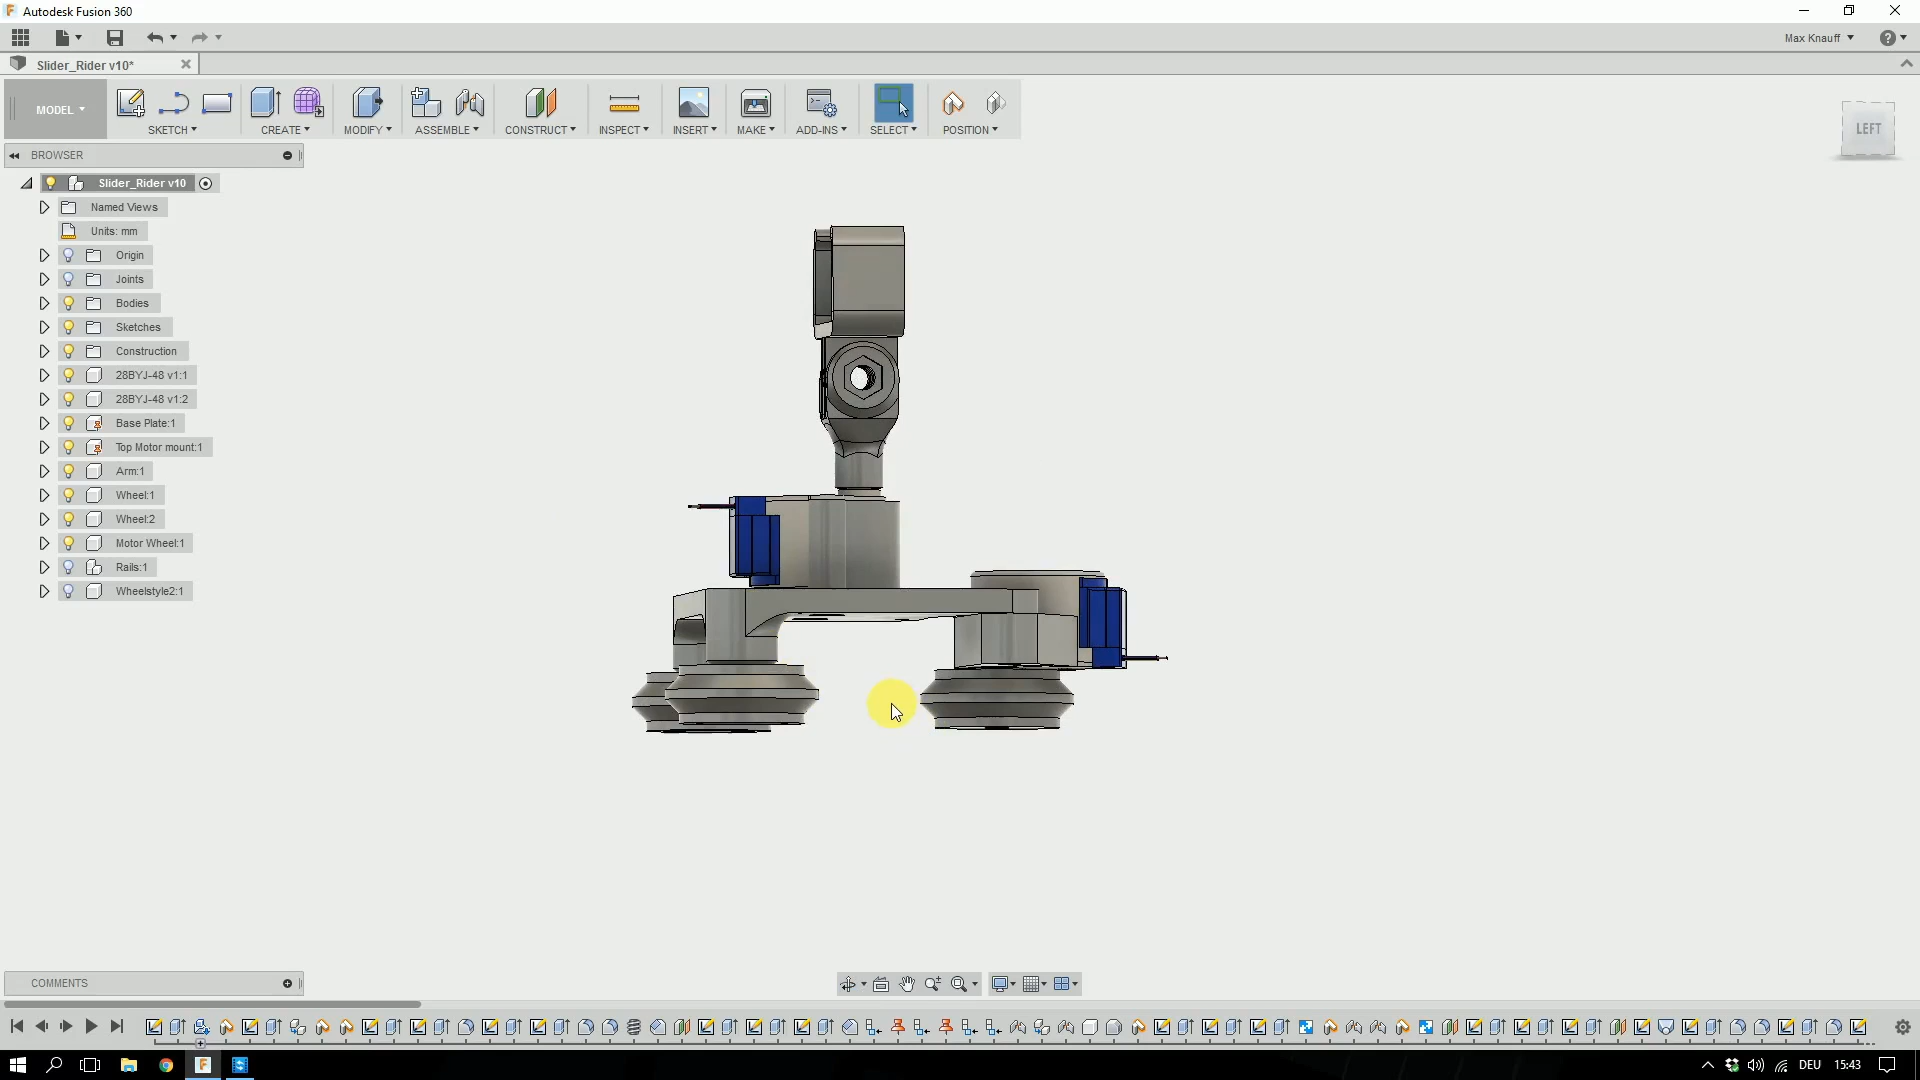 Autodesk Fusion 360
Max Knauff
Slider_Rider v10*
MODEL
SKETCH
CREATE
MODIFY
ASSEMBLE
CONSTRUCT
INSPECT
INSERT
MAKE
ADD-INS
SELECT
POSITION
LEFT
BROWSER
Slider_Rider v10
Named Views
Units: mm
Origin
Joints
Bodies
Sketches
Construction
28BYJ-48 v1:1
28BYJ-48 v1:2
Base Plate:1
Top Motor mount:1
Arm:1
Wheel:1
Wheel:2
Motor Wheel:1
Rails:1
Wheelstyle2:1
COMMENTS
DEU 15:43